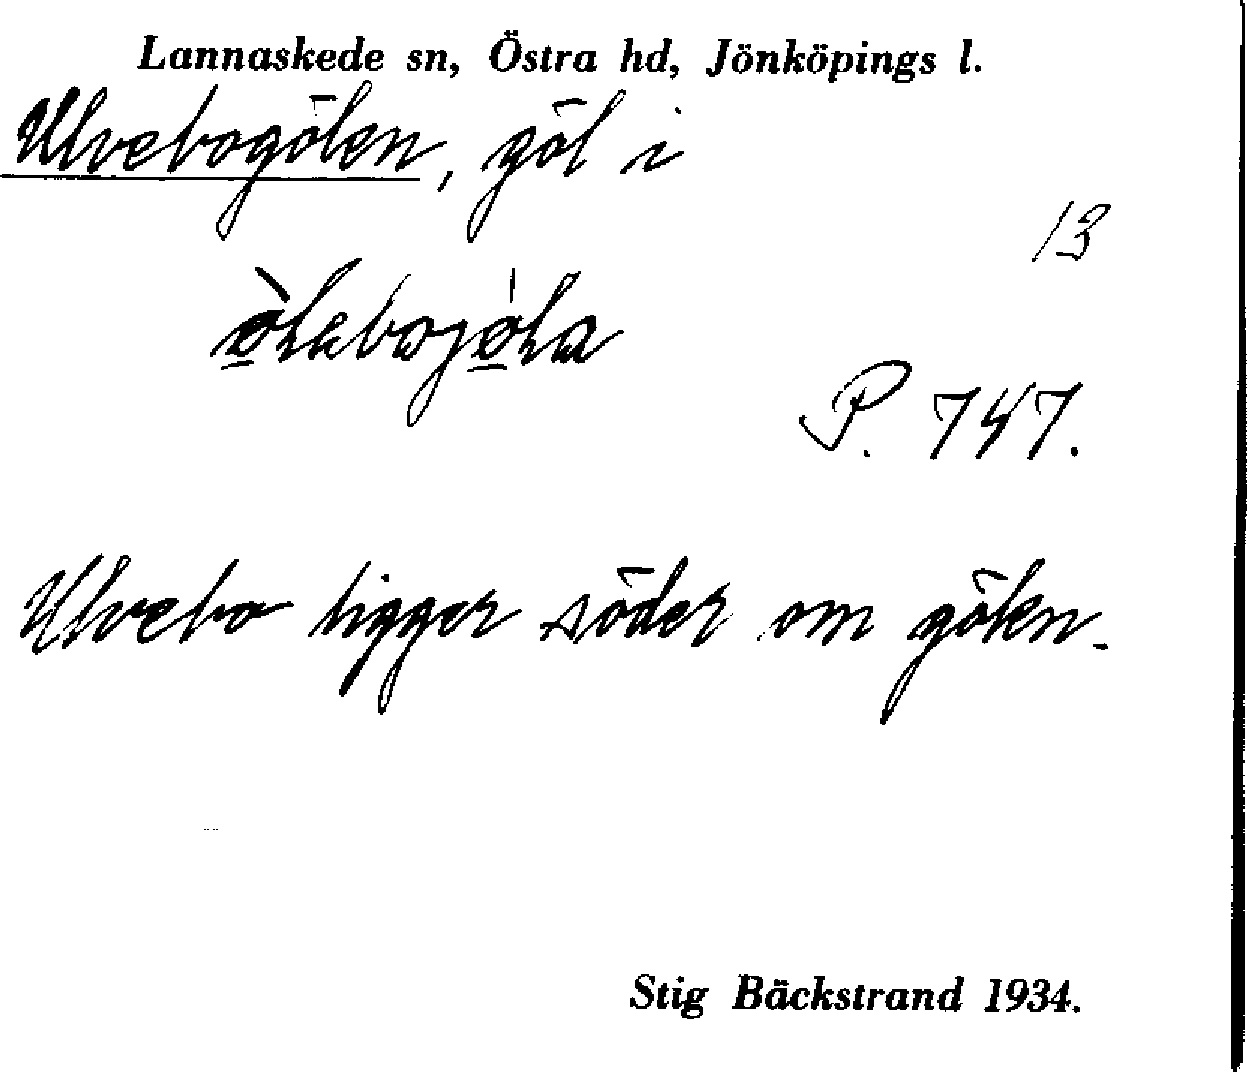 Lannaskede sn, Östra hd, Jönköpings l.
Ulvebogölen, göl i
13
P. 747.
Ulvebo ligger söder om gölen.
Stig Bäckstrand 1934.